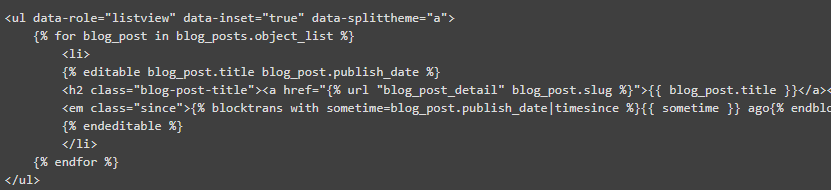 <ul data-role="listview" data-inset="true" data-splittheme="a">
    {% for blog_post in blog_posts.object_list %}
        <li>
        {% editable blog_post.title blog_post.publish_date %}
        <h2 class="blog-post-title"><a href="{% url "blog_post_detail" blog_post.slug %}">{{ blog_post.title }}</a><
        <em class="since">{% blocktrans with sometime=blog_post.publish_date|timesince %}{{ sometime }} ago{% endblo
        {% endeditable %}
        </li>
    {% endfor %}
</ul>